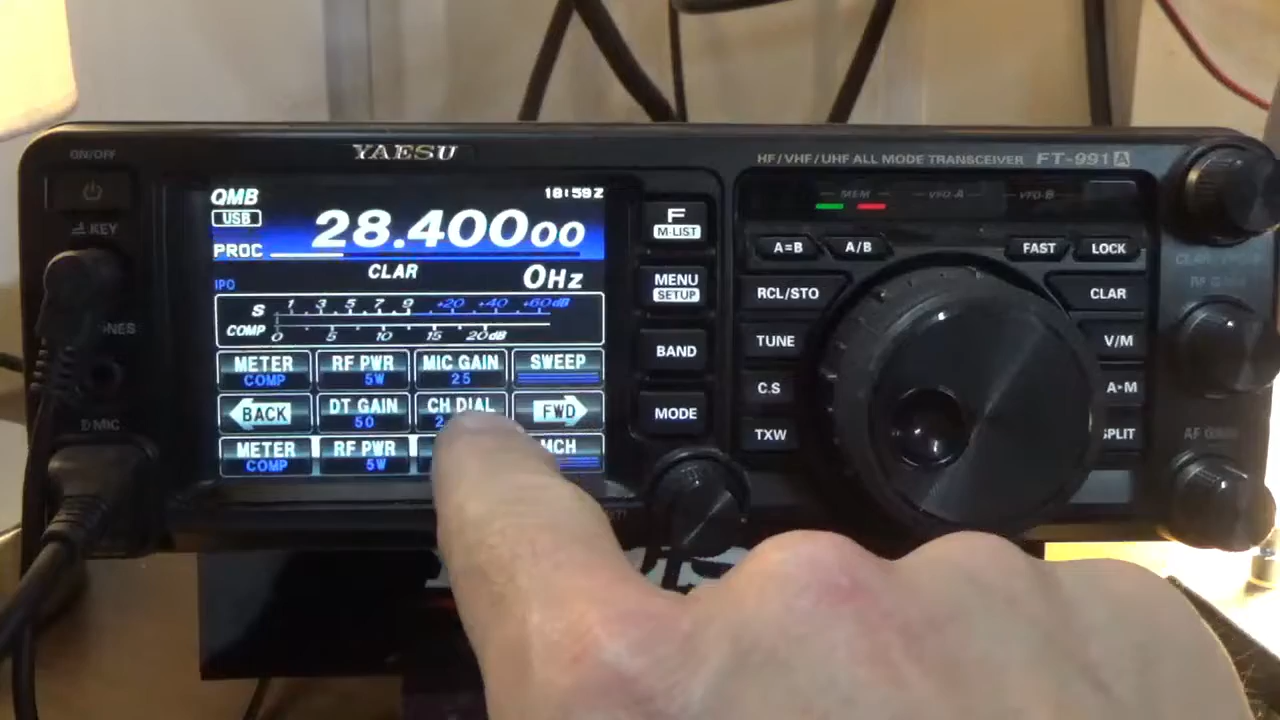 YAESU
HF/VHF/UHF ALL MODE TRANSCEIVER FT-991A
ON/OFF
KEY
MIC
QMB
18:59Z
USB
28.40000
PROC
CLAR
0Hz
IPO
S 1 3 5 7 9 +20 +40 +60dB
COMP 0 5 10 15 20dB
METER
COMP
RF PWR
5W
MIC GAIN
25
SWEEP
BACK
DT GAIN
50
CH DIAL
FWD
METER
COMP
RF PWR
5W
MCH
F
M-LIST
MENU
SETUP
BAND
MODE
MEM
VFO-A
VFO-B
A=B
A/B
FAST
LOCK
RCL/STO
CLAR
TUNE
V/M
C.S
A▸M
TXW
SPLIT